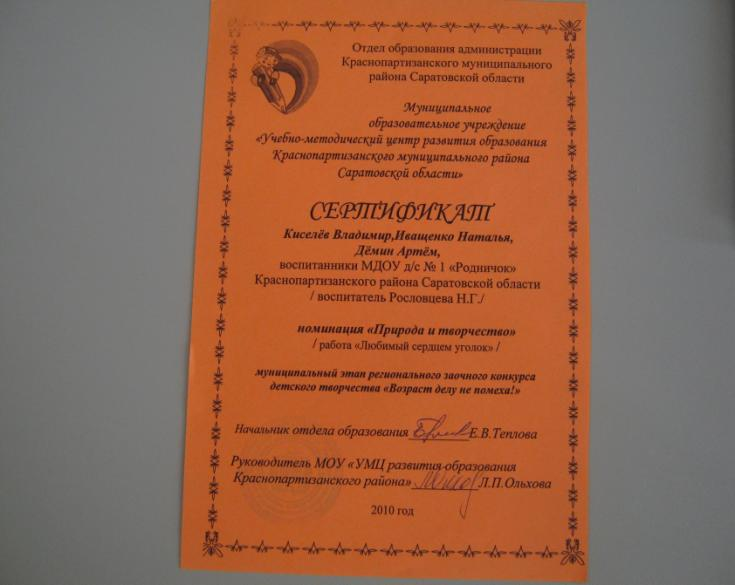 Отдел образования администрации
Краснопартизанского муниципального
района Саратовской области
Муниципальное
образовательное учреждение
«Учебно-методический центр развития образования
Краснопартизанского муниципального района
Саратовской области»
СЕРТИФИКАТ
Киселёв Владимир,Иващенко Наталья,
Дёмин Артём,
воспитанники МДОУ д/с № 1 «Родничок»
Краснопартизанского района Саратовской области
/ воспитатель Рословцева Н.Г./
номинация «Природа и творчество»
/ работа «Любимый сердцем уголок» /
муниципальный этап регионального заочного конкурса
детского творчества «Возраст делу не помеха!»
Начальник отдела образования Е.В.Теплова
Руководитель МОУ «УМЦ развития образования
Краснопартизанского района» Л.П.Ольхова
2010 год